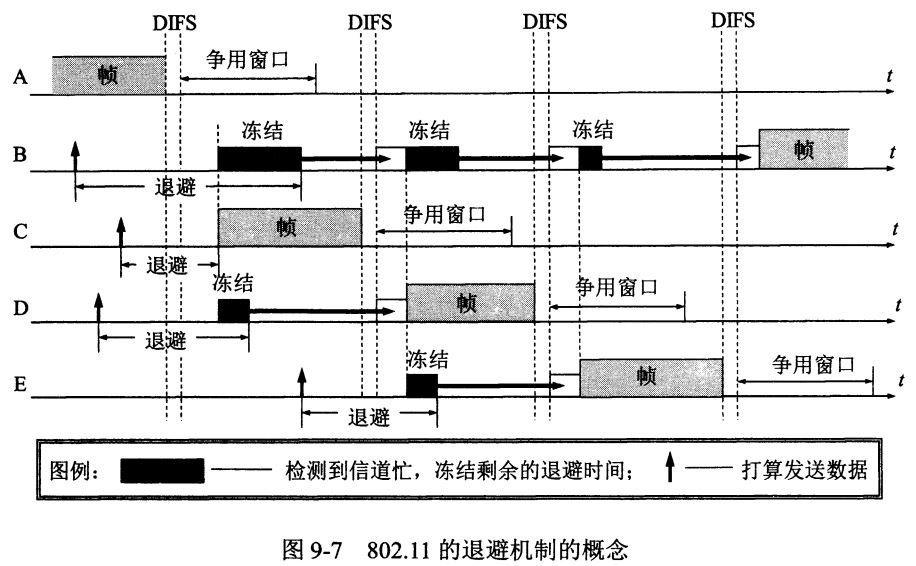 DIFS DIFS DIFS DIFS
争用窗口
A 帧 t
冻结 冻结 冻结
B 帧 t
退避
争用窗口
C 帧 t
退避
冻结
争用窗口
D 帧 t
退避
冻结
争用窗口
E 帧 t
退避
图例： 检测到信道忙，冻结剩余的退避时间； 打算发送数据
图 9-7 802.11 的退避机制的概念